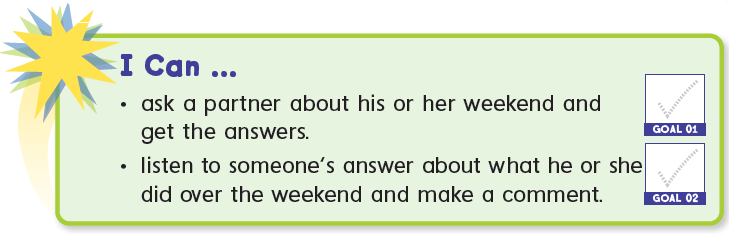 I Can ...
• ask a partner about his or her weekend and
get the answers.
GOAL 01
• listen to someone's answer about what he or she
did over the weekend and make a comment.
GOAL 02